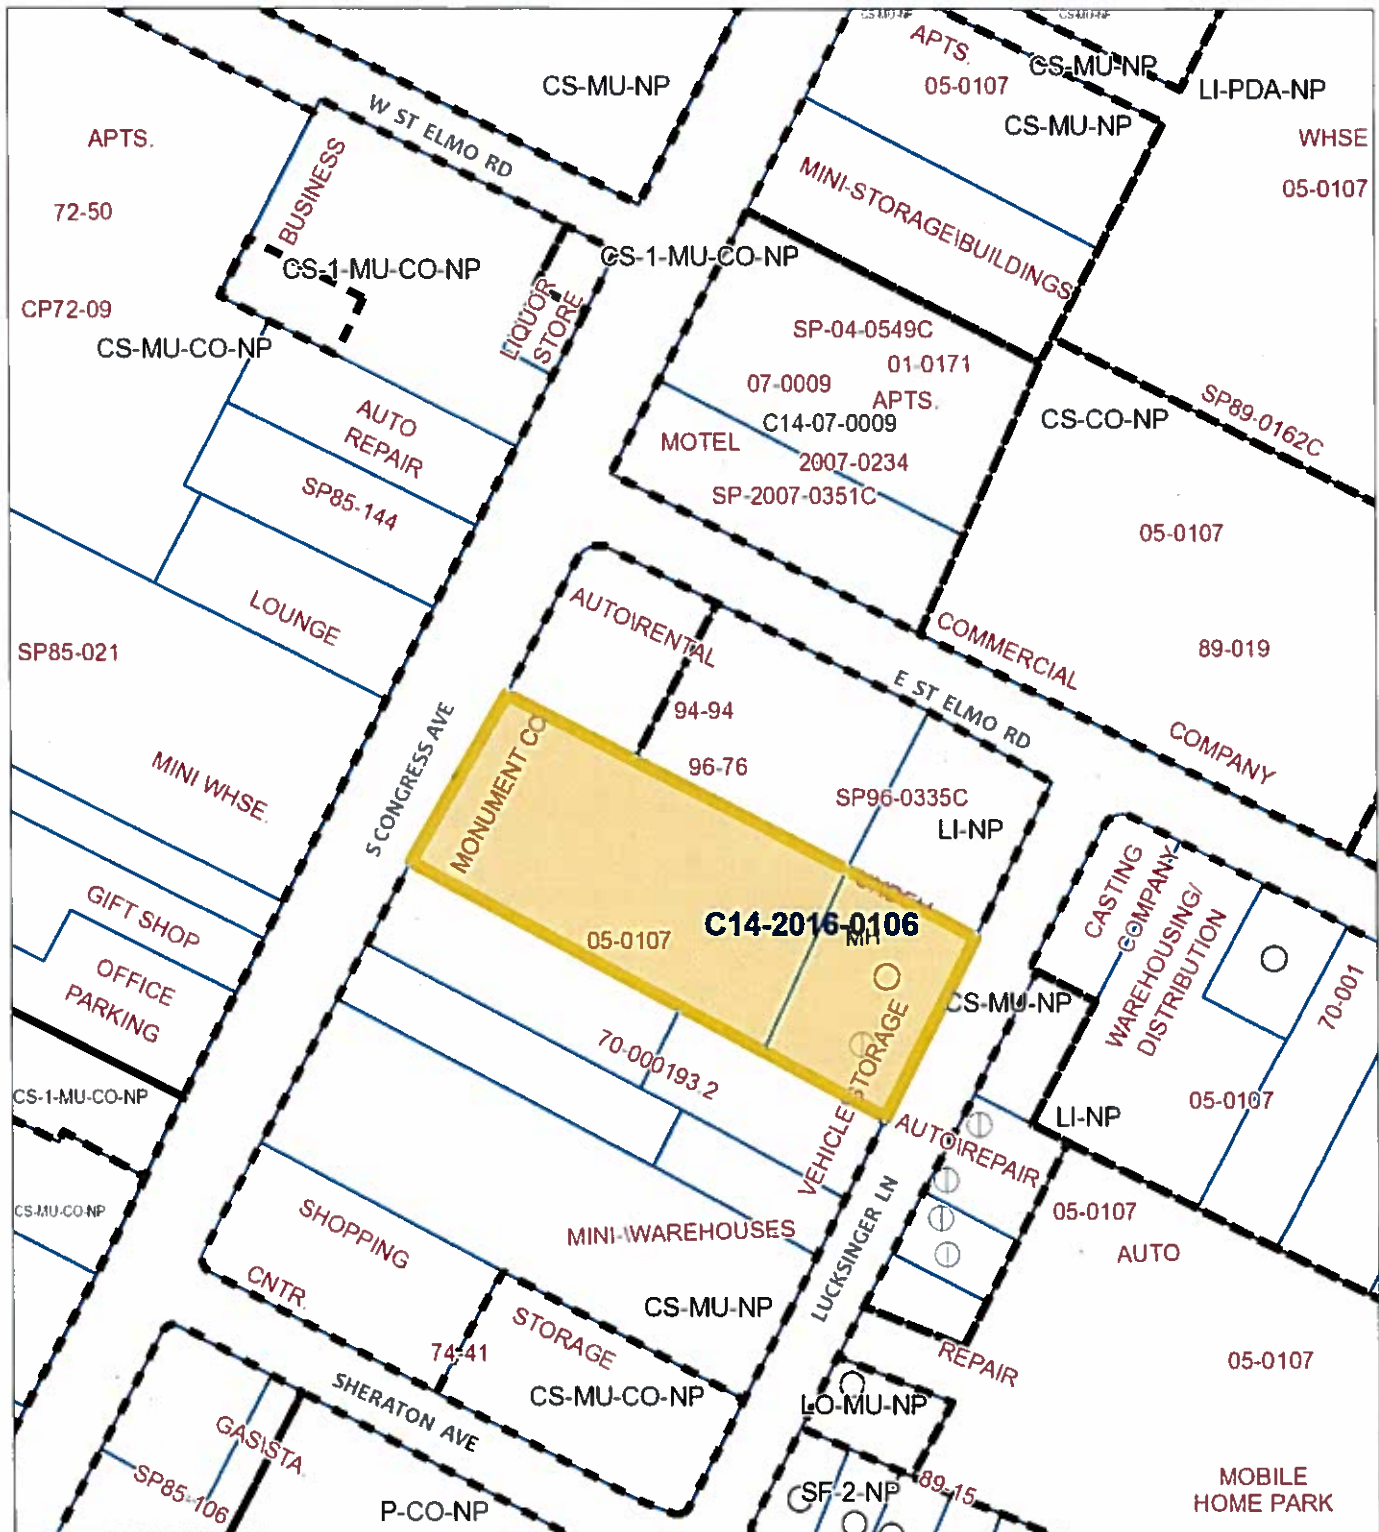 CS-MU-NP
CS-MU-NP
APTS.
05-0107
CS-MU-NP
CS-MU-NP
CS-MU-NP
LI-PDA-NP
WHSE
05-0107
APTS.
72-50
CP72-09
CS-MU-CO-NP
W ST ELMO RD
BUSINESS
CS-1-MU-CO-NP
LIQUOR
STORE
CS-1-MU-CO-NP
MINI-STORAGE\BUILDINGS
SP-04-0549C
01-0171
07-0009
APTS.
C14-07-0009
MOTEL
2007-0234
SP-2007-0351C
CS-CO-NP
SP89-0162C
05-0107
89-019
AUTO
REPAIR
SP85-144
LOUNGE
SP85-021
MINI WHSE.
S CONGRESS AVE
AUTO\RENTAL
94-94
96-76
SP96-0335C
LI-NP
E ST ELMO RD
COMMERCIAL
COMPANY
MONUMENT CO
05-0107
C14-2016-0106
MH
VEHICLE STORAGE
CS-MU-NP
CASTING
COMPANY
WAREHOUSING/
DISTRIBUTION
70-001
05-0107
LI-NP
GIFT SHOP
OFFICE
PARKING
CS-1-MU-CO-NP
CS-MU-CO-NP
70-000193.2
AUTO\REPAIR
05-0107
AUTO
REPAIR
05-0107
LUCKSINGER LN
SHOPPING
CNTR.
MINI-WAREHOUSES
CS-MU-NP
STORAGE
74-41
CS-MU-CO-NP
SHERATON AVE
GAS\STA.
SP85-106
P-CO-NP
LO-MU-NP
SF-2-NP
89-15
MOBILE
HOME PARK